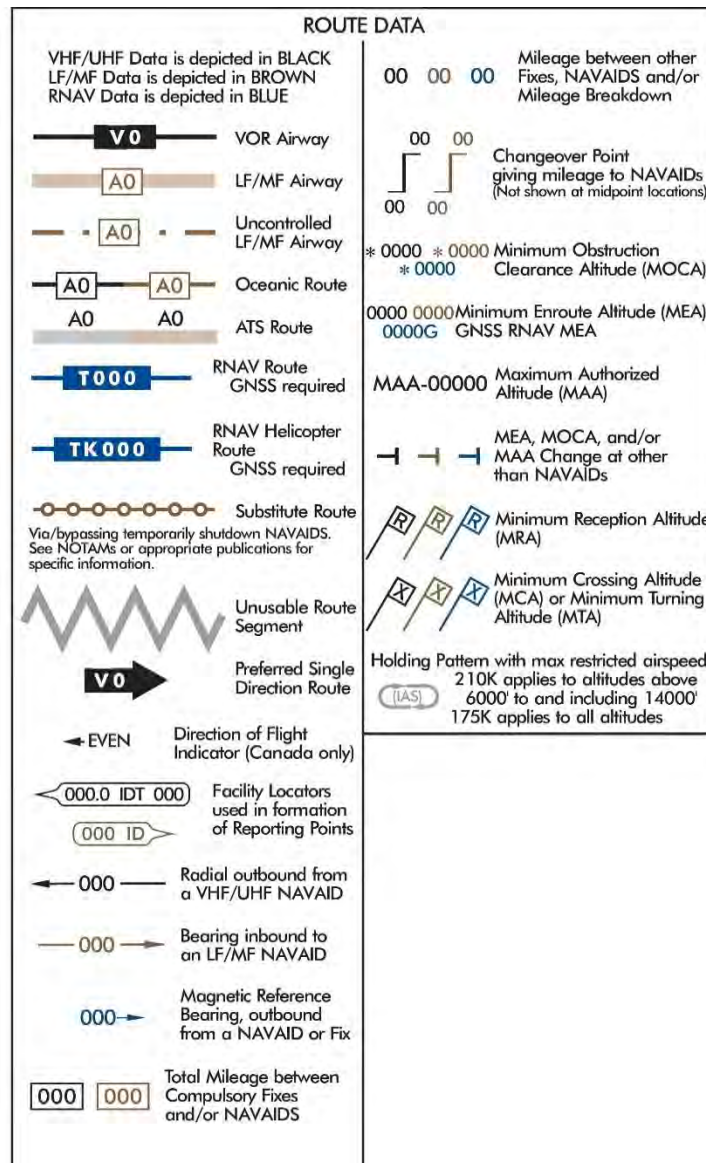 ROUTE DATA
VHF/UHF Data is depicted in BLACK
LF/MF Data is depicted in BROWN
RNAV Data is depicted in BLUE
V0
VOR Airway
A0
LF/MF Airway
A0
Uncontrolled
LF/MF Airway
A0 A0
Oceanic Route
A0 A0
ATS Route
T000
RNAV Route
GNSS required
TK000
RNAV Helicopter
Route
GNSS required
Substitute Route
Via/bypassing temporarily shutdown NAVAIDS.
See NOTAMs or appropriate publications for
specific information.
Unusable Route
Segment
V0
Preferred Single
Direction Route
EVEN
Direction of Flight
Indicator (Canada only)
000.0 IDT 000
000 ID
Facility Locators
used in formation
of Reporting Points
000
Radial outbound from
a VHF/UHF NAVAID
000
Bearing inbound to
an LF/MF NAVAID
000
Magnetic Reference
Bearing, outbound
from a NAVAID or Fix
000 000
Total Mileage between
Compulsory Fixes
and/or NAVAIDS
00 00 00
Mileage between other
Fixes, NAVAIDS and/or
Mileage Breakdown
00 00
00 00
Changeover Point
giving mileage to NAVAIDs
(Not shown at midpoint locations)
* 0000 * 0000
* 0000
Minimum Obstruction
Clearance Altitude (MOCA)
0000 0000
0000G
Minimum Enroute Altitude (MEA)
GNSS RNAV MEA
MAA-00000
Maximum Authorized
Altitude (MAA)
MEA, MOCA, and/or
MAA Change at other
than NAVAIDs
R R R
Minimum Reception Altitude
(MRA)
X X X
Minimum Crossing Altitude
(MCA) or Minimum Turning
Altitude (MTA)
Holding Pattern with max restricted airspeed
(IAS)
210K applies to altitudes above
6000' to and including 14000'
175K applies to all altitudes